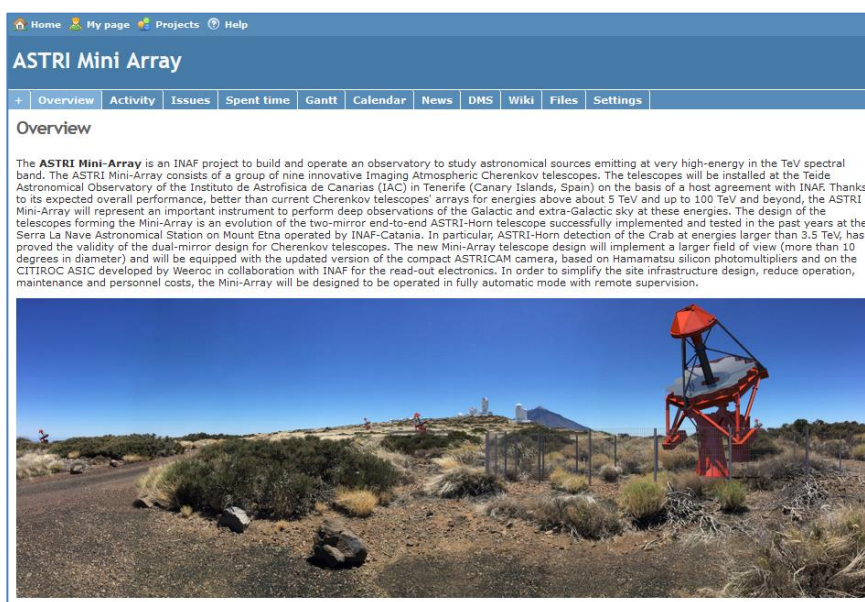 Home My page Projects Help
ASTRI Mini Array
+ Overview Activity Issues Spent time Gantt Calendar News DMS Wiki Files Settings
Overview
The ASTRI Mini-Array is an INAF project to build and operate an observatory to study astronomical sources emitting at very high-energy in the TeV spectral
band. The ASTRI Mini-Array consists of a group of nine innovative Imaging Atmospheric Cherenkov telescopes. The telescopes will be installed at the Teide
Astronomical Observatory of the Instituto de Astrofisica de Canarias (IAC) in Tenerife (Canary Islands, Spain) on the basis of a host agreement with INAF. Thanks
to its expected overall performance, better than current Cherenkov telescopes' arrays for energies above about 5 TeV and up to 100 TeV and beyond, the ASTRI
Mini-Array will represent an important instrument to perform deep observations of the Galactic and extra-Galactic sky at these energies. The design of the
telescopes forming the Mini-Array is an evolution of the two-mirror end-to-end ASTRI-Horn telescope successfully implemented and tested in the past years at the
Serra La Nave Astronomical Station on Mount Etna operated by INAF-Catania. In particular, ASTRI-Horn detection of the Crab at energies larger than 3.5 TeV, has
proved the validity of the dual-mirror design for Cherenkov telescopes. The new Mini-Array telescope design will implement a larger field of view (more than 10
degrees in diameter) and will be equipped with the updated version of the compact ASTRICAM camera, based on Hamamatsu silicon photomultipliers and on the
CITIROC ASIC developed by Weeroc in collaboration with INAF for the read-out electronics. In order to simplify the site infrastructure design, reduce operation,
maintenance and personnel costs, the Mini-Array will be designed to be operated in fully automatic mode with remote supervision.